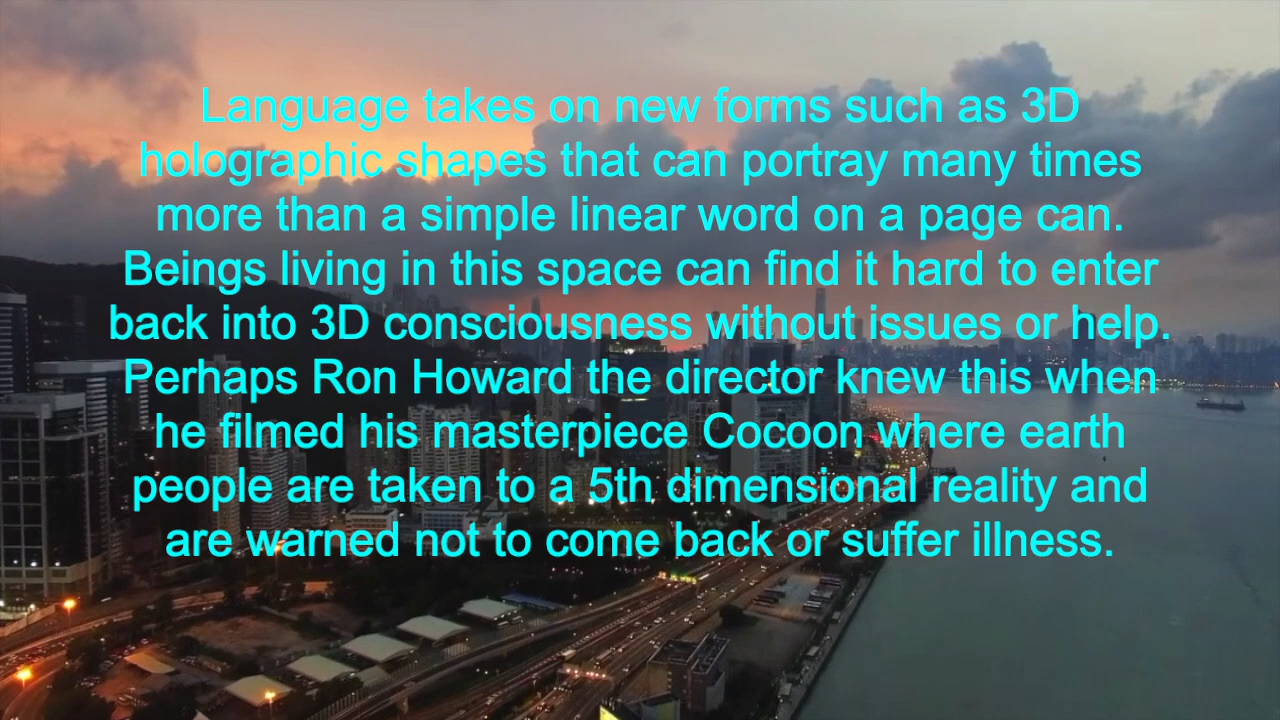 Language takes on new forms such as 3D
holographic shapes that can portray many times
more than a simple linear word on a page can.
Beings living in this space can find it hard to enter
back into 3D consciousness without issues or help.
Perhaps Ron Howard the director knew this when
he filmed his masterpiece Cocoon where earth
people are taken to a 5th dimensional reality and
are warned not to come back or suffer illness.